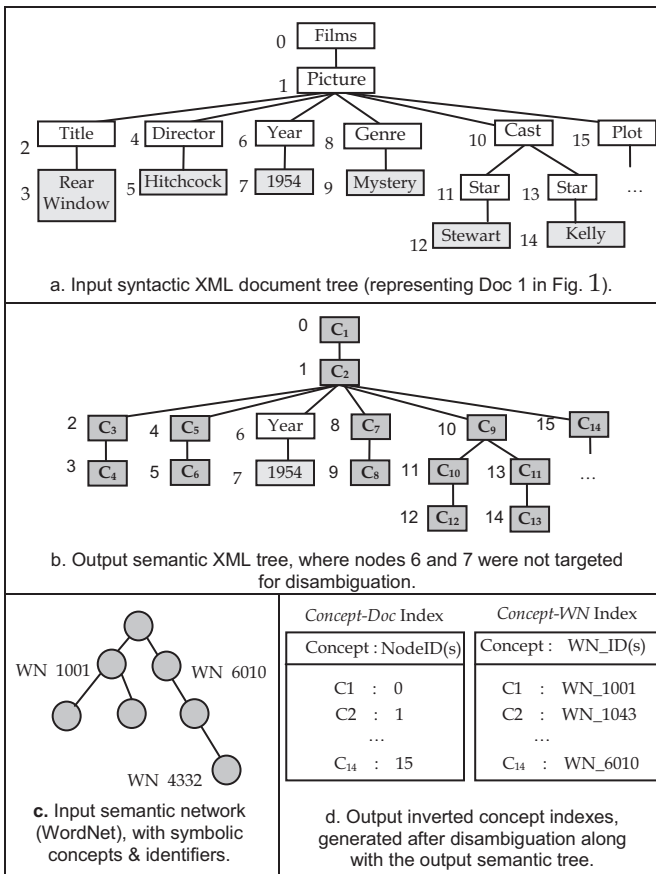 0 Films
1 Picture
2 Title 4 Director 6 Year 8 Genre 10 Cast 15 Plot
3 Rear Window 5 Hitchcock 7 1954 9 Mystery 11 Star 13 Star ...
12 Stewart 14 Kelly
a. Input syntactic XML document tree (representing Doc 1 in Fig. 1).
0 C1
1 C2
2 C3 4 C5 6 Year 8 C7 10 C9 15 C14
3 C4 5 C6 7 1954 9 C8 11 C10 13 C11 ...
12 C12 14 C13
b. Output semantic XML tree, where nodes 6 and 7 were not targeted
for disambiguation.
WN 1001 WN 6010
WN 4332
c. Input semantic network
(WordNet), with symbolic
concepts & identifiers.
Concept-Doc Index
Concept : NodeID(s)
C1 : 0
C2 : 1
...
C14 : 15
Concept-WN Index
Concept : WN_ID(s)
C1 : WN_1001
C2 : WN_1043
...
C14 : WN_6010
d. Output inverted concept indexes,
generated after disambiguation along
with the output semantic tree.